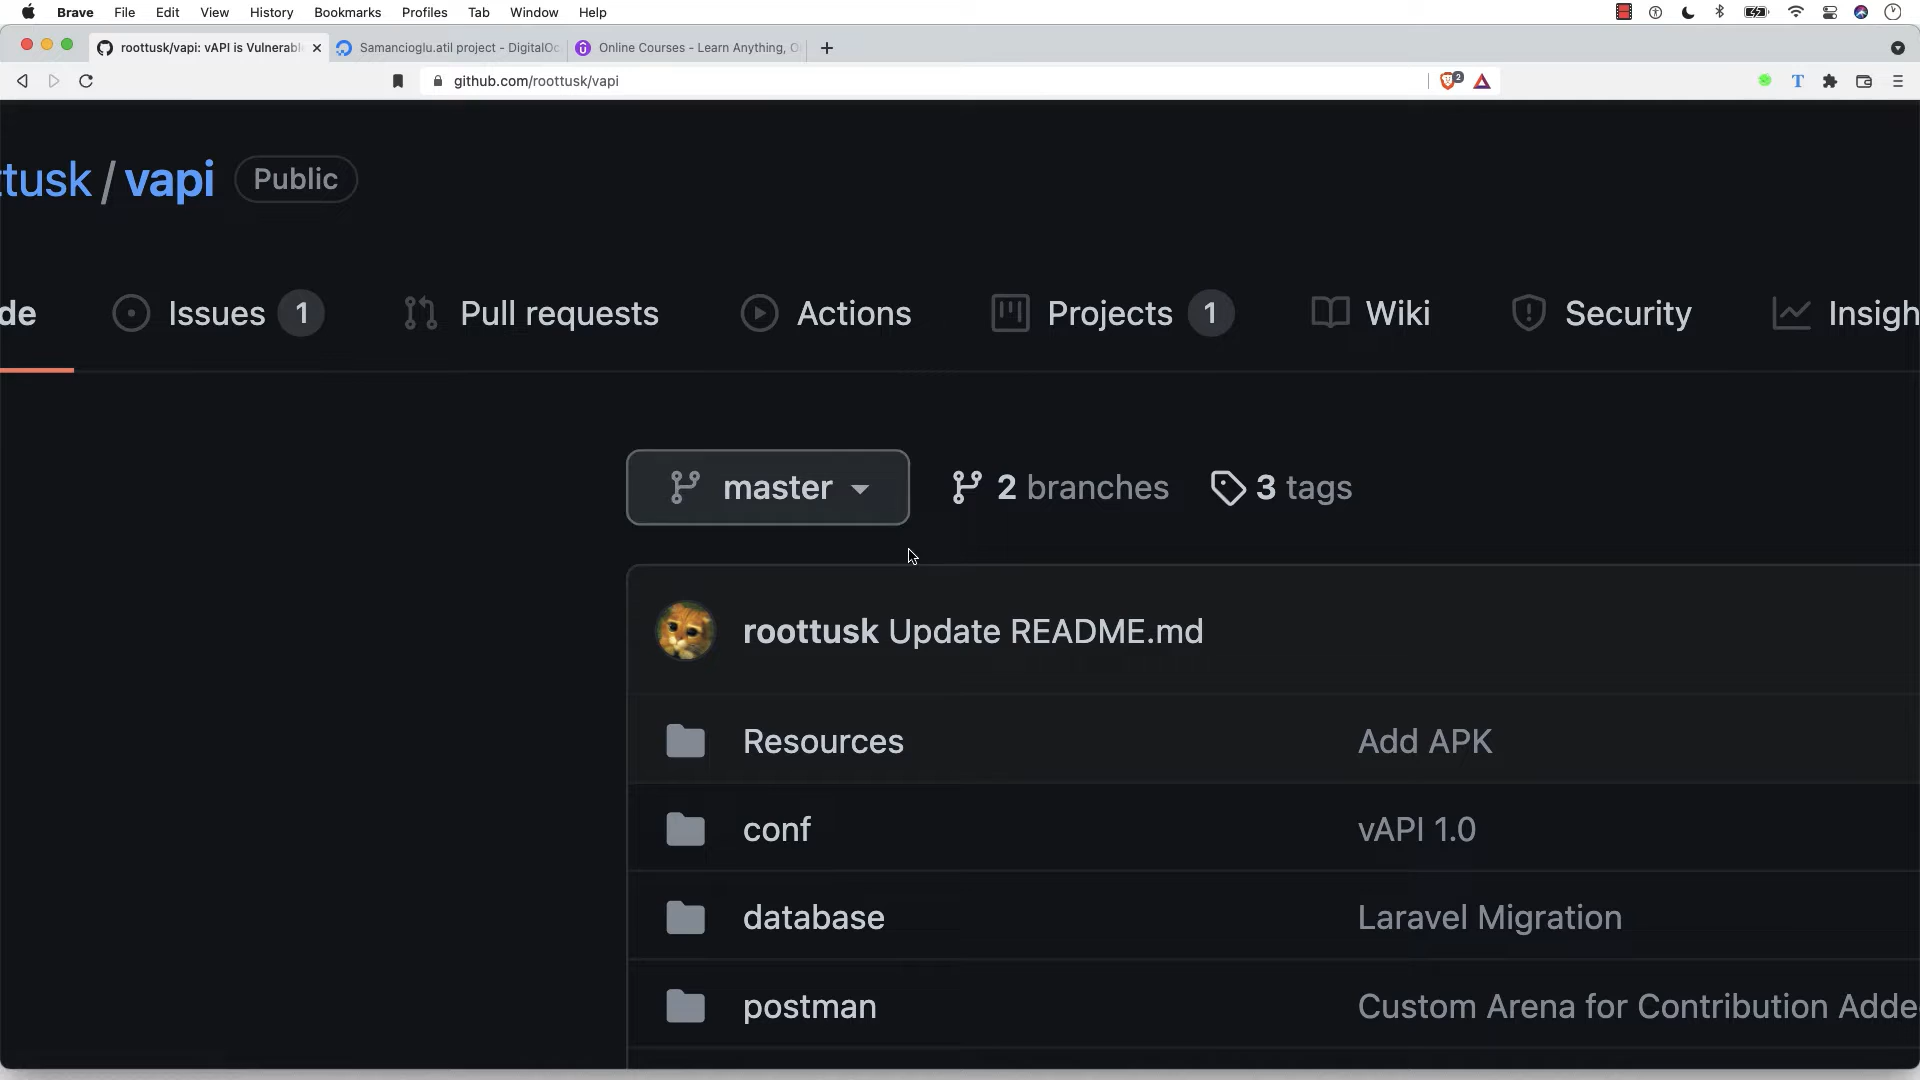 Brave File Edit View History Bookmarks Profiles Tab Window Help
roottusk/vapi: vAPI is Vulnerabl Samancioglu.atil project - DigitalOc Online Courses - Learn Anything, O
github.com/roottusk/vapi 2
ttusk / vapi Public
de Issues 1 Pull requests Actions Projects 1 Wiki Security Insigh
master 2 branches 3 tags
roottusk Update README.md
Resources Add APK
conf vAPI 1.0
database Laravel Migration
postman Custom Arena for Contribution Adde